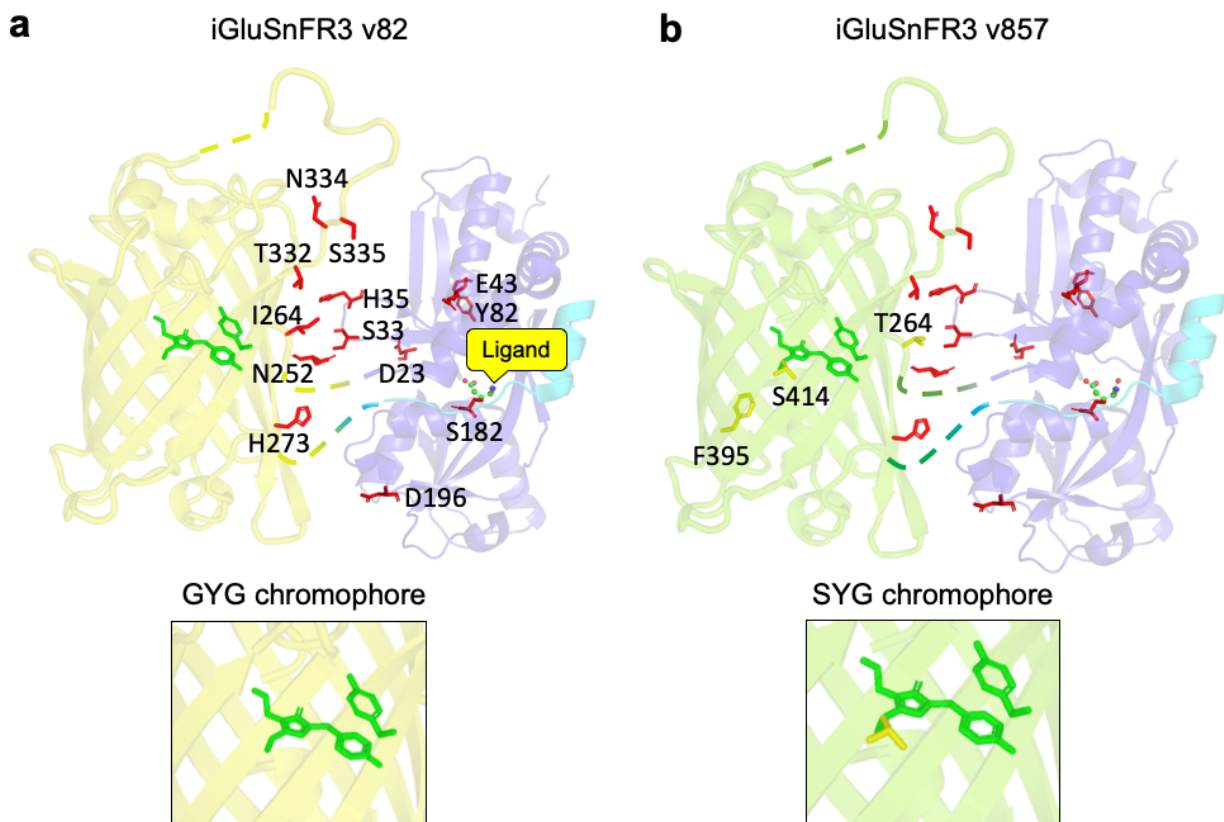 a
iGluSnFR3 v82
N334
T332
S335
I264
H35
E43
S33
Y82
Ligand
N252
D23
H273
S182
D196
GYG chromophore
b
iGluSnFR3 v857
T264
S414
F395
SYG chromophore